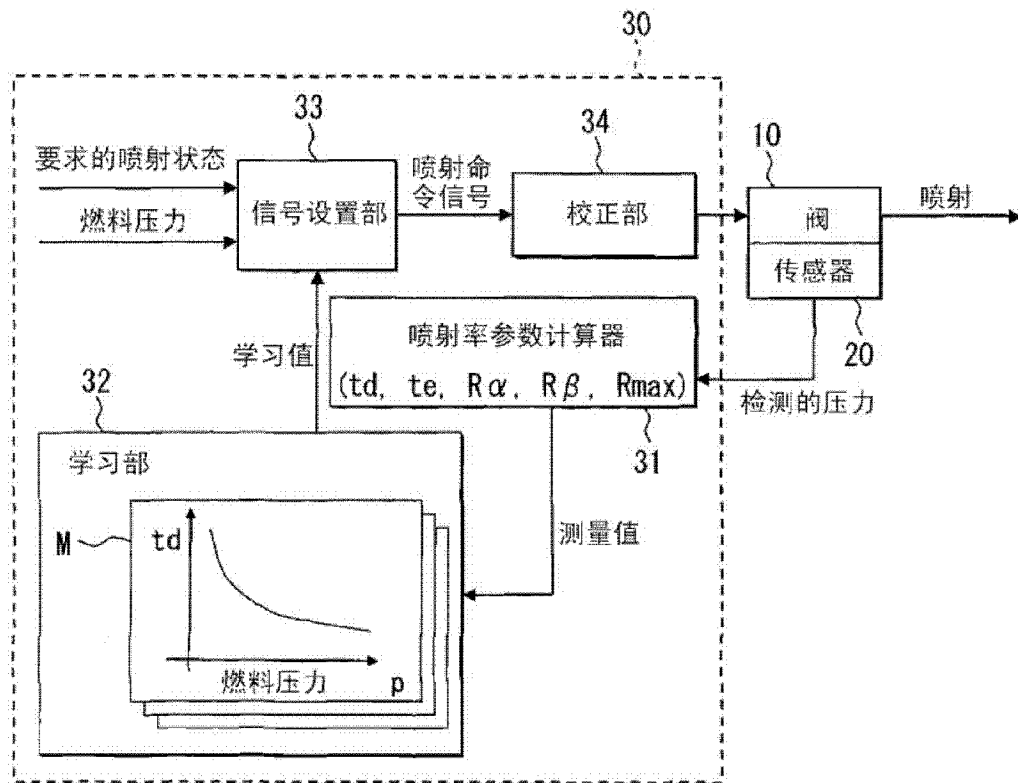 30
33
34
10
要求的喷射状态
燃料压力
信号设置部
喷射命
令信号
校正部
阀
传感器
喷射
20
学习值
喷射率参数计算器
(td, te, Rα, Rβ, Rmax)
检测的压力
31
32
学习部
M
td
燃料压力
p
测量值